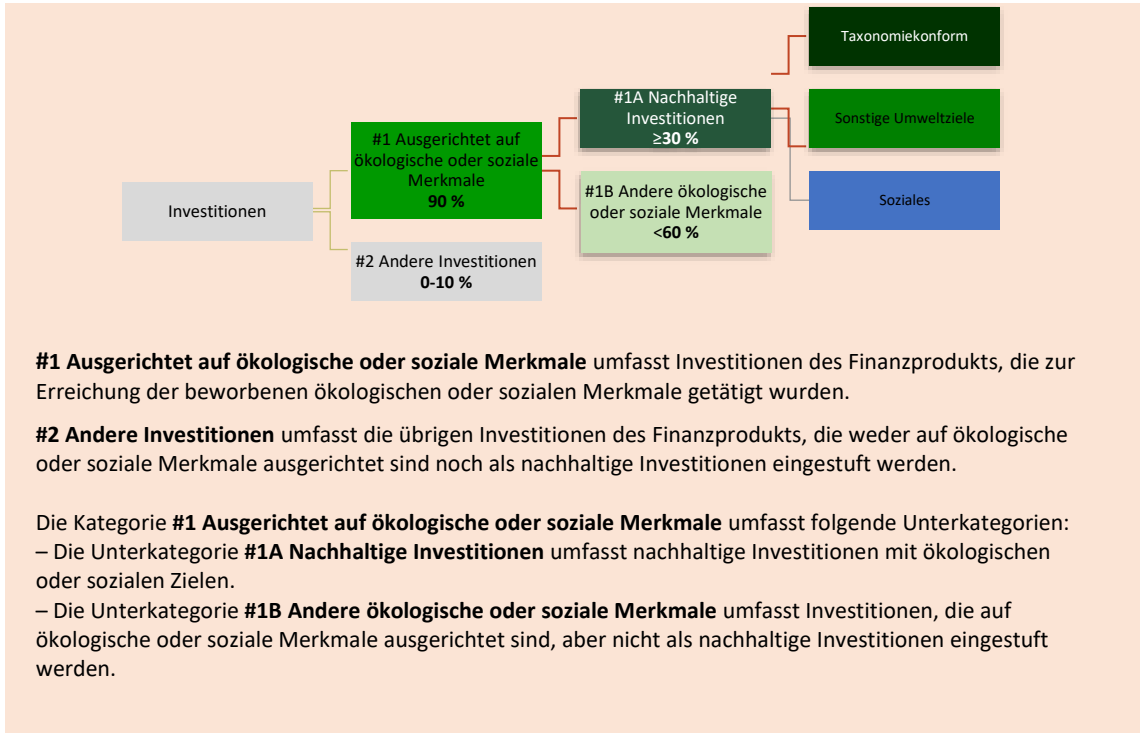 Taxonomiekonform
#1A Nachhaltige
Investitionen
≥30 %
Sonstige Umweltziele
#1 Ausgerichtet auf
ökologische oder soziale
Merkmale
90 %
#1B Andere ökologische
oder soziale Merkmale
<60 %
Soziales
Investitionen
#2 Andere Investitionen
0-10 %
#1 Ausgerichtet auf ökologische oder soziale Merkmale umfasst Investitionen des Finanzprodukts, die zur
Erreichung der beworbenen ökologischen oder sozialen Merkmale getätigt wurden.
#2 Andere Investitionen umfasst die übrigen Investitionen des Finanzprodukts, die weder auf ökologische
oder soziale Merkmale ausgerichtet sind noch als nachhaltige Investitionen eingestuft werden.
Die Kategorie #1 Ausgerichtet auf ökologische oder soziale Merkmale umfasst folgende Unterkategorien:
– Die Unterkategorie #1A Nachhaltige Investitionen umfasst nachhaltige Investitionen mit ökologischen
oder sozialen Zielen.
– Die Unterkategorie #1B Andere ökologische oder soziale Merkmale umfasst Investitionen, die auf
ökologische oder soziale Merkmale ausgerichtet sind, aber nicht als nachhaltige Investitionen eingestuft
werden.